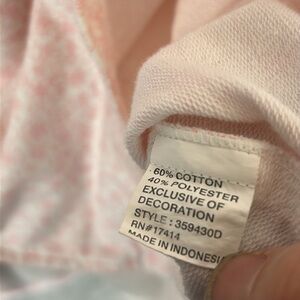 60% COTTON
40% POLYESTER
EXCLUSIVE OF
DECORATION
STYLE : 359430D
RN#17414
MADE IN INDONESIA